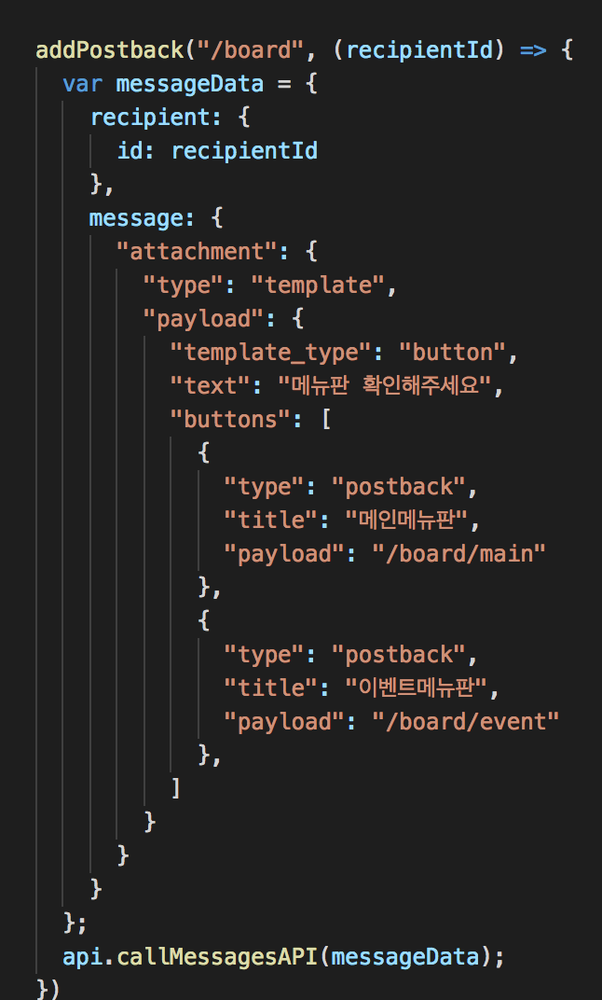 addPostback("/board", (recipientId) => {
  var messageData = {
    recipient: {
      id: recipientId
    },
    message: {
      "attachment": {
        "type": "template",
        "payload": {
          "template_type": "button",
          "text": "메뉴판 확인해주세요",
          "buttons": [
            {
              "type": "postback",
              "title": "메인메뉴판",
              "payload": "/board/main"
            },
            {
              "type": "postback",
              "title": "이벤트메뉴판",
              "payload": "/board/event"
            },
          ]
        }
      }
    }
  };
  api.callMessagesAPI(messageData);
})